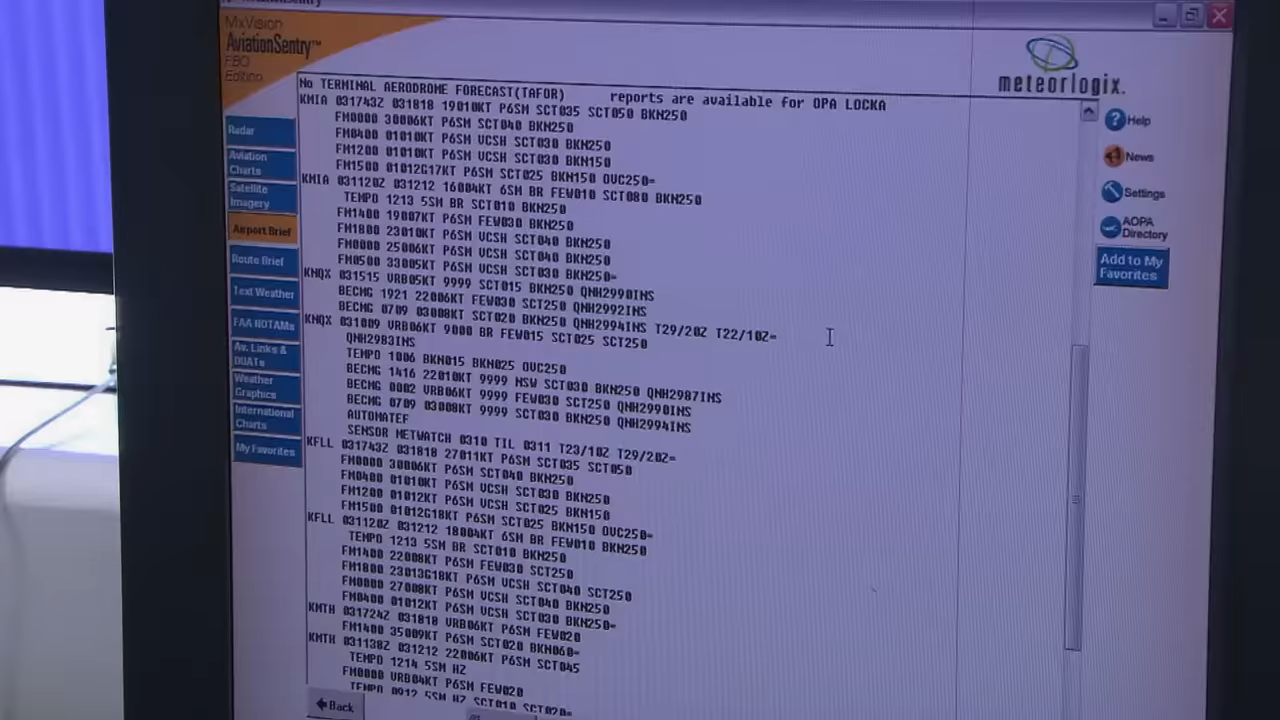 MxVision
AviationSentry™
FBO
Edition
meteorlogix.
No TERMINAL AERODROME FORECAST(TAFOR) reports are available for OPA LOCKA
KMIA 031743Z 031818 19010KT P6SM SCT035 SCT050 BKN250
FM0000 30006KT P6SM SCT040 BKN250
FM0400 01010KT P6SM VCSH SCT030 BKN250
FM1200 01010KT P6SM VCSH SCT030 BKN150
FM1500 01012G17KT P6SM SCT025 BKN150 OVC250=
KMIA 031120Z 031212 16004KT 6SM BR FEW010 SCT080 BKN250
TEMPO 1213 5SM BR SCT010 BKN250
FM1400 19007KT P6SM FEW030 BKN250
FM1800 23010KT P6SM VCSH SCT040 BKN250
FM0000 25006KT P6SM VCSH SCT040 BKN250
FM0500 33005KT P6SM VCSH SCT030 BKN250=
KNQX 031515 VRB05KT 9999 SCT015 BKN250 QNH2990INS
BECMG 1921 22006KT FEW030 SCT250 QNH2992INS
BECMG 0709 03008KT SCT020 BKN250 QNH2994INS T29/20Z T22/10Z=
KNQX 031009 VRB06KT 9000 BR FEW015 SCT025 SCT250
QNH2983INS
TEMPO 1006 BKN015 BKN025 OVC250
BECMG 1416 22010KT 9999 NSW SCT030 BKN250 QNH2987INS
BECMG 0002 VRB06KT 9999 FEW030 SCT250 QNH2990INS
BECMG 0709 03008KT 9999 SCT030 BKN250 QNH2994INS
AUTOMATEF
SENSOR METWATCH 0310 TIL 0311 T23/10Z T29/20Z=
KFLL 031743Z 031818 27011KT P6SM SCT035 SCT050
FM0000 30006KT P6SM SCT040 BKN250
FM0400 01010KT P6SM VCSH SCT030 BKN250
FM1200 01012KT P6SM VCSH SCT025 BKN150
FM1500 01012G18KT P6SM SCT025 BKN150 OVC250=
KFLL 031120Z 031212 18004KT 6SM BR FEW010 BKN250
TEMPO 1213 5SM BR SCT010 BKN250
FM1400 22008KT P6SM FEW030 SCT250
FM1800 23013G18KT P6SM VCSH SCT040 SCT250
FM0000 27008KT P6SM VCSH SCT040 BKN250
FM0400 01012KT P6SM VCSH SCT030 BKN250=
KMTH 031724Z 031818 VRB06KT P6SM FEW020
FM1400 35009KT P6SM SCT020 BKN060=
KMTH 031138Z 031212 22006KT P6SM SCT045
TEMPO 1214 5SM HZ
FM0000 VRB04KT P6SM FEW020
TEMPO 0912 5SM HZ SCT010 SCT020=
Radar
Aviation
Charts
Satellite
Imagery
Airport Brief
Route Brief
Text Weather
FAA NOTAMs
Av. Links &
DUATs
Weather
Graphics
International
Charts
My Favorites
Help
News
Settings
AOPA
Directory
Add to My
Favorites
Back